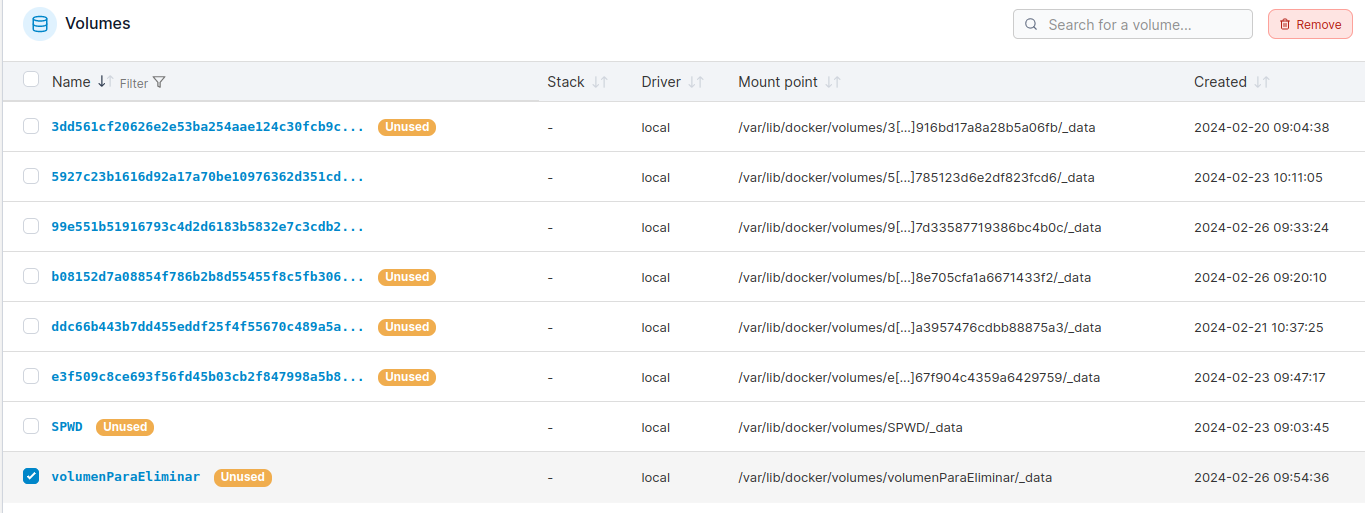 Volumes Search for a volume... Remove
Name Filter Stack Driver Mount point Created
3dd561cf20626e2e53ba254aae124c30fcb9c... Unused - local /var/lib/docker/volumes/3[...]916bd17a8a28b5a06fb/_data 2024-02-20 09:04:38
5927c23b1616d92a17a70be10976362d351cd... - local /var/lib/docker/volumes/5[...]785123d6e2df823fcd6/_data 2024-02-23 10:11:05
99e551b51916793c4d2d6183b5832e7c3cdb2... - local /var/lib/docker/volumes/9[...]7d33587719386bc4b0c/_data 2024-02-26 09:33:24
b08152d7a08854f786b2b8d55455f8c5fb306... Unused - local /var/lib/docker/volumes/b[...]8e705cfa1a6671433f2/_data 2024-02-26 09:20:10
ddc66b443b7dd455eddf25f4f55670c489a5a... Unused - local /var/lib/docker/volumes/d[...]a3957476cdbb88875a3/_data 2024-02-21 10:37:25
e3f509c8ce693f56fd45b03cb2f847998a5b8... Unused - local /var/lib/docker/volumes/e[...]67f904c4359a6429759/_data 2024-02-23 09:47:17
SPWD Unused - local /var/lib/docker/volumes/SPWD/_data 2024-02-23 09:03:45
volumenParaEliminar Unused - local /var/lib/docker/volumes/volumenParaEliminar/_data 2024-02-26 09:54:36